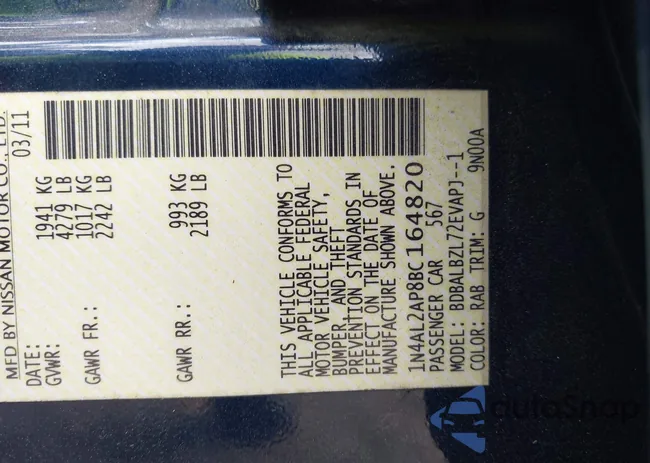 MFD BY NISSAN MOTOR CO., LTD.
DATE: 03/11
GVWR: 1941 KG
4279 LB
GAWR FR.: 1017 KG
2242 LB
GAWR RR.: 993 KG
2189 LB
THIS VEHICLE CONFORMS TO
ALL APPLICABLE FEDERAL
MOTOR VEHICLE SAFETY,
BUMPER, AND THEFT
PREVENTION STANDARDS IN
EFFECT ON THE DATE OF
MANUFACTURE SHOWN ABOVE.
1N4AL2AP8BC164820
PASSENGER CAR 567
MODEL: BDBALBZL72EVAPJ--1
COLOR: RAB TRIM: G 9N00A
autoSnap